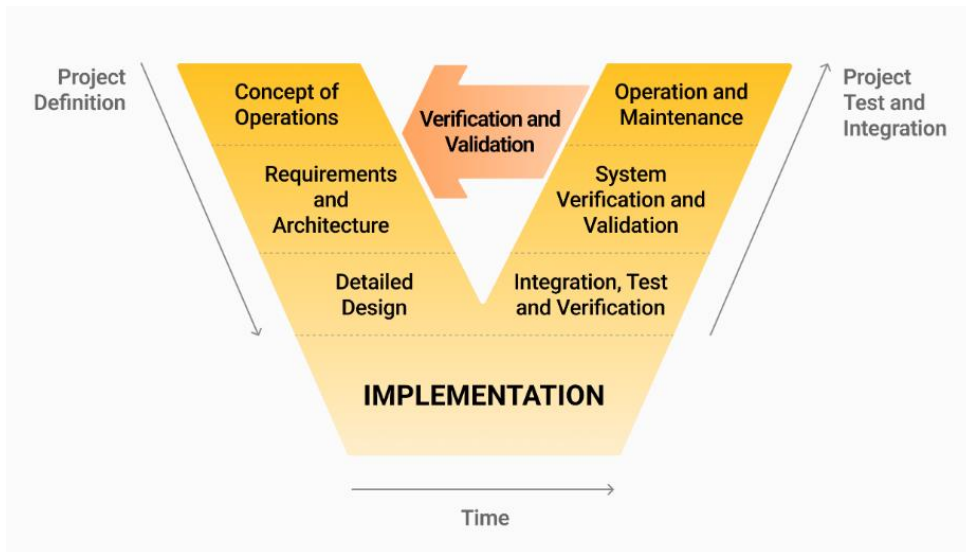 Project
Definition
Concept of
Operations
Verification and
Validation
Operation and
Maintenance
Project
Test and
Integration
Requirements
and
Architecture
System
Verification and
Validation
Detailed
Design
Integration, Test
and Verification
IMPLEMENTATION
Time